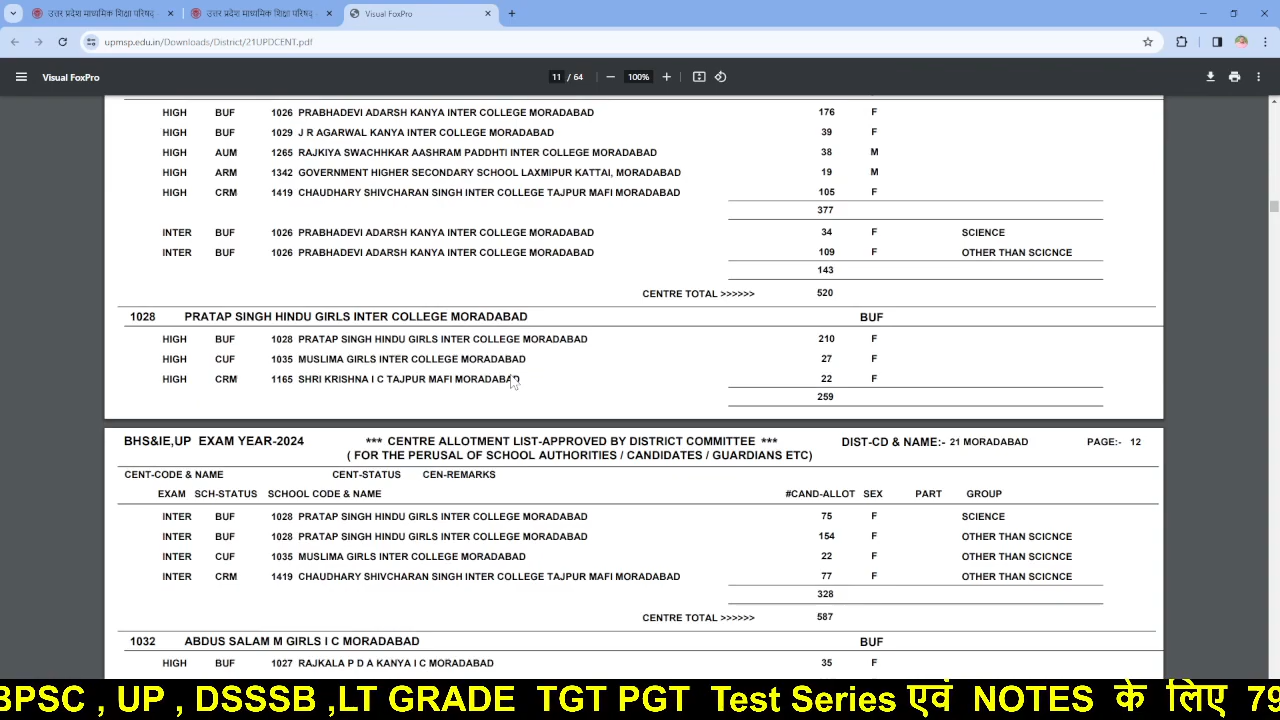 उत्तर प्रदेश माध्यमिक शिक्षा परिषद् उत्तर प्रदेश माध्यमिक शिक्षा परिषद् Visual FoxPro
upmsp.edu.in/Downloads/District/21UPDCENT.pdf
Visual FoxPro 11 / 64 100%
HIGH BUF 1026 PRABHADEVI ADARSH KANYA INTER COLLEGE MORADABAD 176 F
HIGH BUF 1029 J R AGARWAL KANYA INTER COLLEGE MORADABAD 39 F
HIGH AUM 1265 RAJKIYA SWACHHKAR AASHRAM PADDHTI INTER COLLEGE MORADABAD 38 M
HIGH ARM 1342 GOVERNMENT HIGHER SECONDARY SCHOOL LAXMIPUR KATTAI, MORADABAD 19 M
HIGH CRM 1419 CHAUDHARY SHIVCHARAN SINGH INTER COLLEGE TAJPUR MAFI MORADABAD 105 F
377
INTER BUF 1026 PRABHADEVI ADARSH KANYA INTER COLLEGE MORADABAD 34 F SCIENCE
INTER BUF 1026 PRABHADEVI ADARSH KANYA INTER COLLEGE MORADABAD 109 F OTHER THAN SCICNCE
143
CENTRE TOTAL >>>>>> 520
1028 PRATAP SINGH HINDU GIRLS INTER COLLEGE MORADABAD BUF
HIGH BUF 1028 PRATAP SINGH HINDU GIRLS INTER COLLEGE MORADABAD 210 F
HIGH CUF 1035 MUSLIMA GIRLS INTER COLLEGE MORADABAD 27 F
HIGH CRM 1165 SHRI KRISHNA I C TAJPUR MAFI MORADABAD 22 F
259
BHS&IE,UP EXAM YEAR-2024 *** CENTRE ALLOTMENT LIST-APPROVED BY DISTRICT COMMITTEE *** DIST-CD & NAME:- 21 MORADABAD PAGE:- 12
( FOR THE PERUSAL OF SCHOOL AUTHORITIES / CANDIDATES / GUARDIANS ETC)
CENT-CODE & NAME CENT-STATUS CEN-REMARKS
EXAM SCH-STATUS SCHOOL CODE & NAME #CAND-ALLOT SEX PART GROUP
INTER BUF 1028 PRATAP SINGH HINDU GIRLS INTER COLLEGE MORADABAD 75 F SCIENCE
INTER BUF 1028 PRATAP SINGH HINDU GIRLS INTER COLLEGE MORADABAD 154 F OTHER THAN SCICNCE
INTER CUF 1035 MUSLIMA GIRLS INTER COLLEGE MORADABAD 22 F OTHER THAN SCICNCE
INTER CRM 1419 CHAUDHARY SHIVCHARAN SINGH INTER COLLEGE TAJPUR MAFI MORADABAD 77 F OTHER THAN SCICNCE
328
CENTRE TOTAL >>>>>> 587
1032 ABDUS SALAM M GIRLS I C MORADABAD BUF
HIGH BUF 1027 RAJKALA P D A KANYA I C MORADABAD 35 F
BPSC , UP , DSSSB ,LT GRADE TGT PGT Test Series एवं NOTES के लिए 79